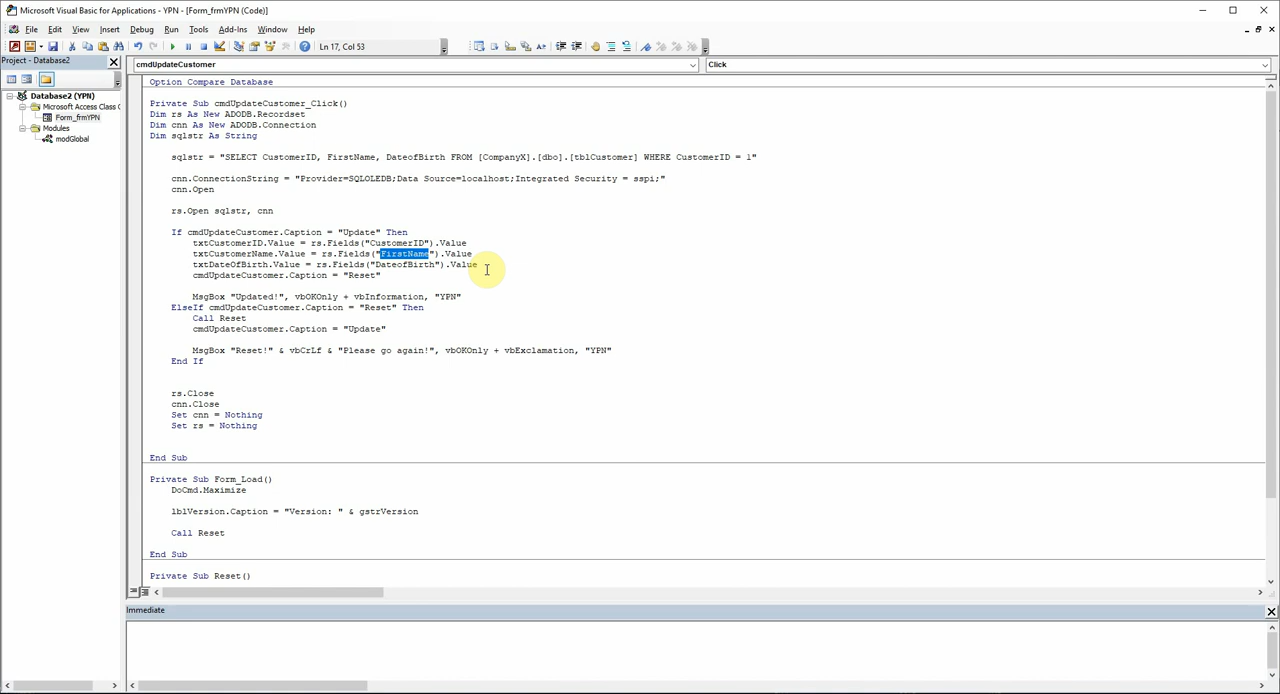 Microsoft Visual Basic for Applications - YPN - [Form_frmYPN (Code)]
File Edit View Insert Format Debug Run Tools Add-Ins Window Help
Ln 17, Col 53
Project - Database2
cmdUpdateCustomer
Click
Database2 (YPN)
Microsoft Access Class O
Form_frmYPN
Modules
modGlobal
Option Compare Database
Private Sub cmdUpdateCustomer_Click()
Dim rs As New ADODB.Recordset
Dim cnn As New ADODB.Connection
Dim sqlstr As String
sqlstr = "SELECT CustomerID, FirstName, DateofBirth FROM [CompanyX].[dbo].[tblCustomer] WHERE CustomerID = 1"
cnn.ConnectionString = "Provider=SQLOLEDB;Data Source=localhost;Integrated Security = sspi;"
cnn.Open
rs.Open sqlstr, cnn
If cmdUpdateCustomer.Caption = "Update" Then
txtCustomerID.Value = rs.Fields("CustomerID").Value
txtCustomerName.Value = rs.Fields("FirstName").Value
txtDateOfBirth.Value = rs.Fields("DateofBirth").Value
cmdUpdateCustomer.Caption = "Reset"
MsgBox "Updated!", vbOKOnly + vbInformation, "YPN"
ElseIf cmdUpdateCustomer.Caption = "Reset" Then
Call Reset
cmdUpdateCustomer.Caption = "Update"
MsgBox "Reset!" & vbCrLf & "Please go again!", vbOKOnly + vbExclamation, "YPN"
End If
rs.Close
cnn.Close
Set cnn = Nothing
Set rs = Nothing
End Sub
Private Sub Form_Load()
DoCmd.Maximize
lblVersion.Caption = "Version: " & gstrVersion
Call Reset
End Sub
Private Sub Reset()
Immediate